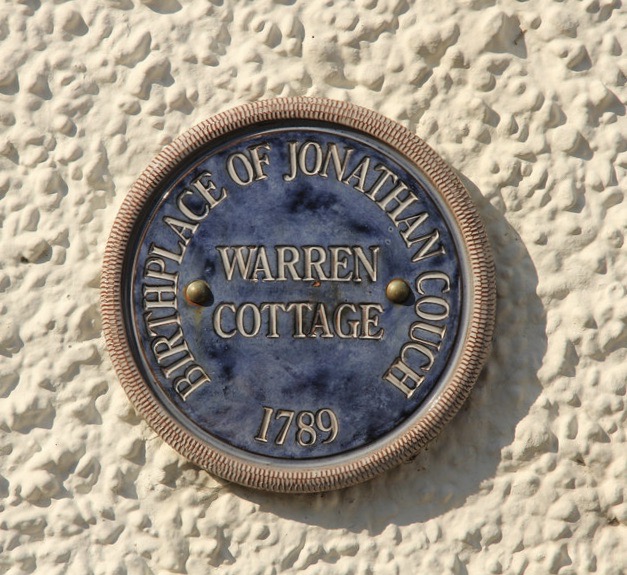 BIRTHPLACE OF JONATHAN COUCH
WARREN
COTTAGE
1789